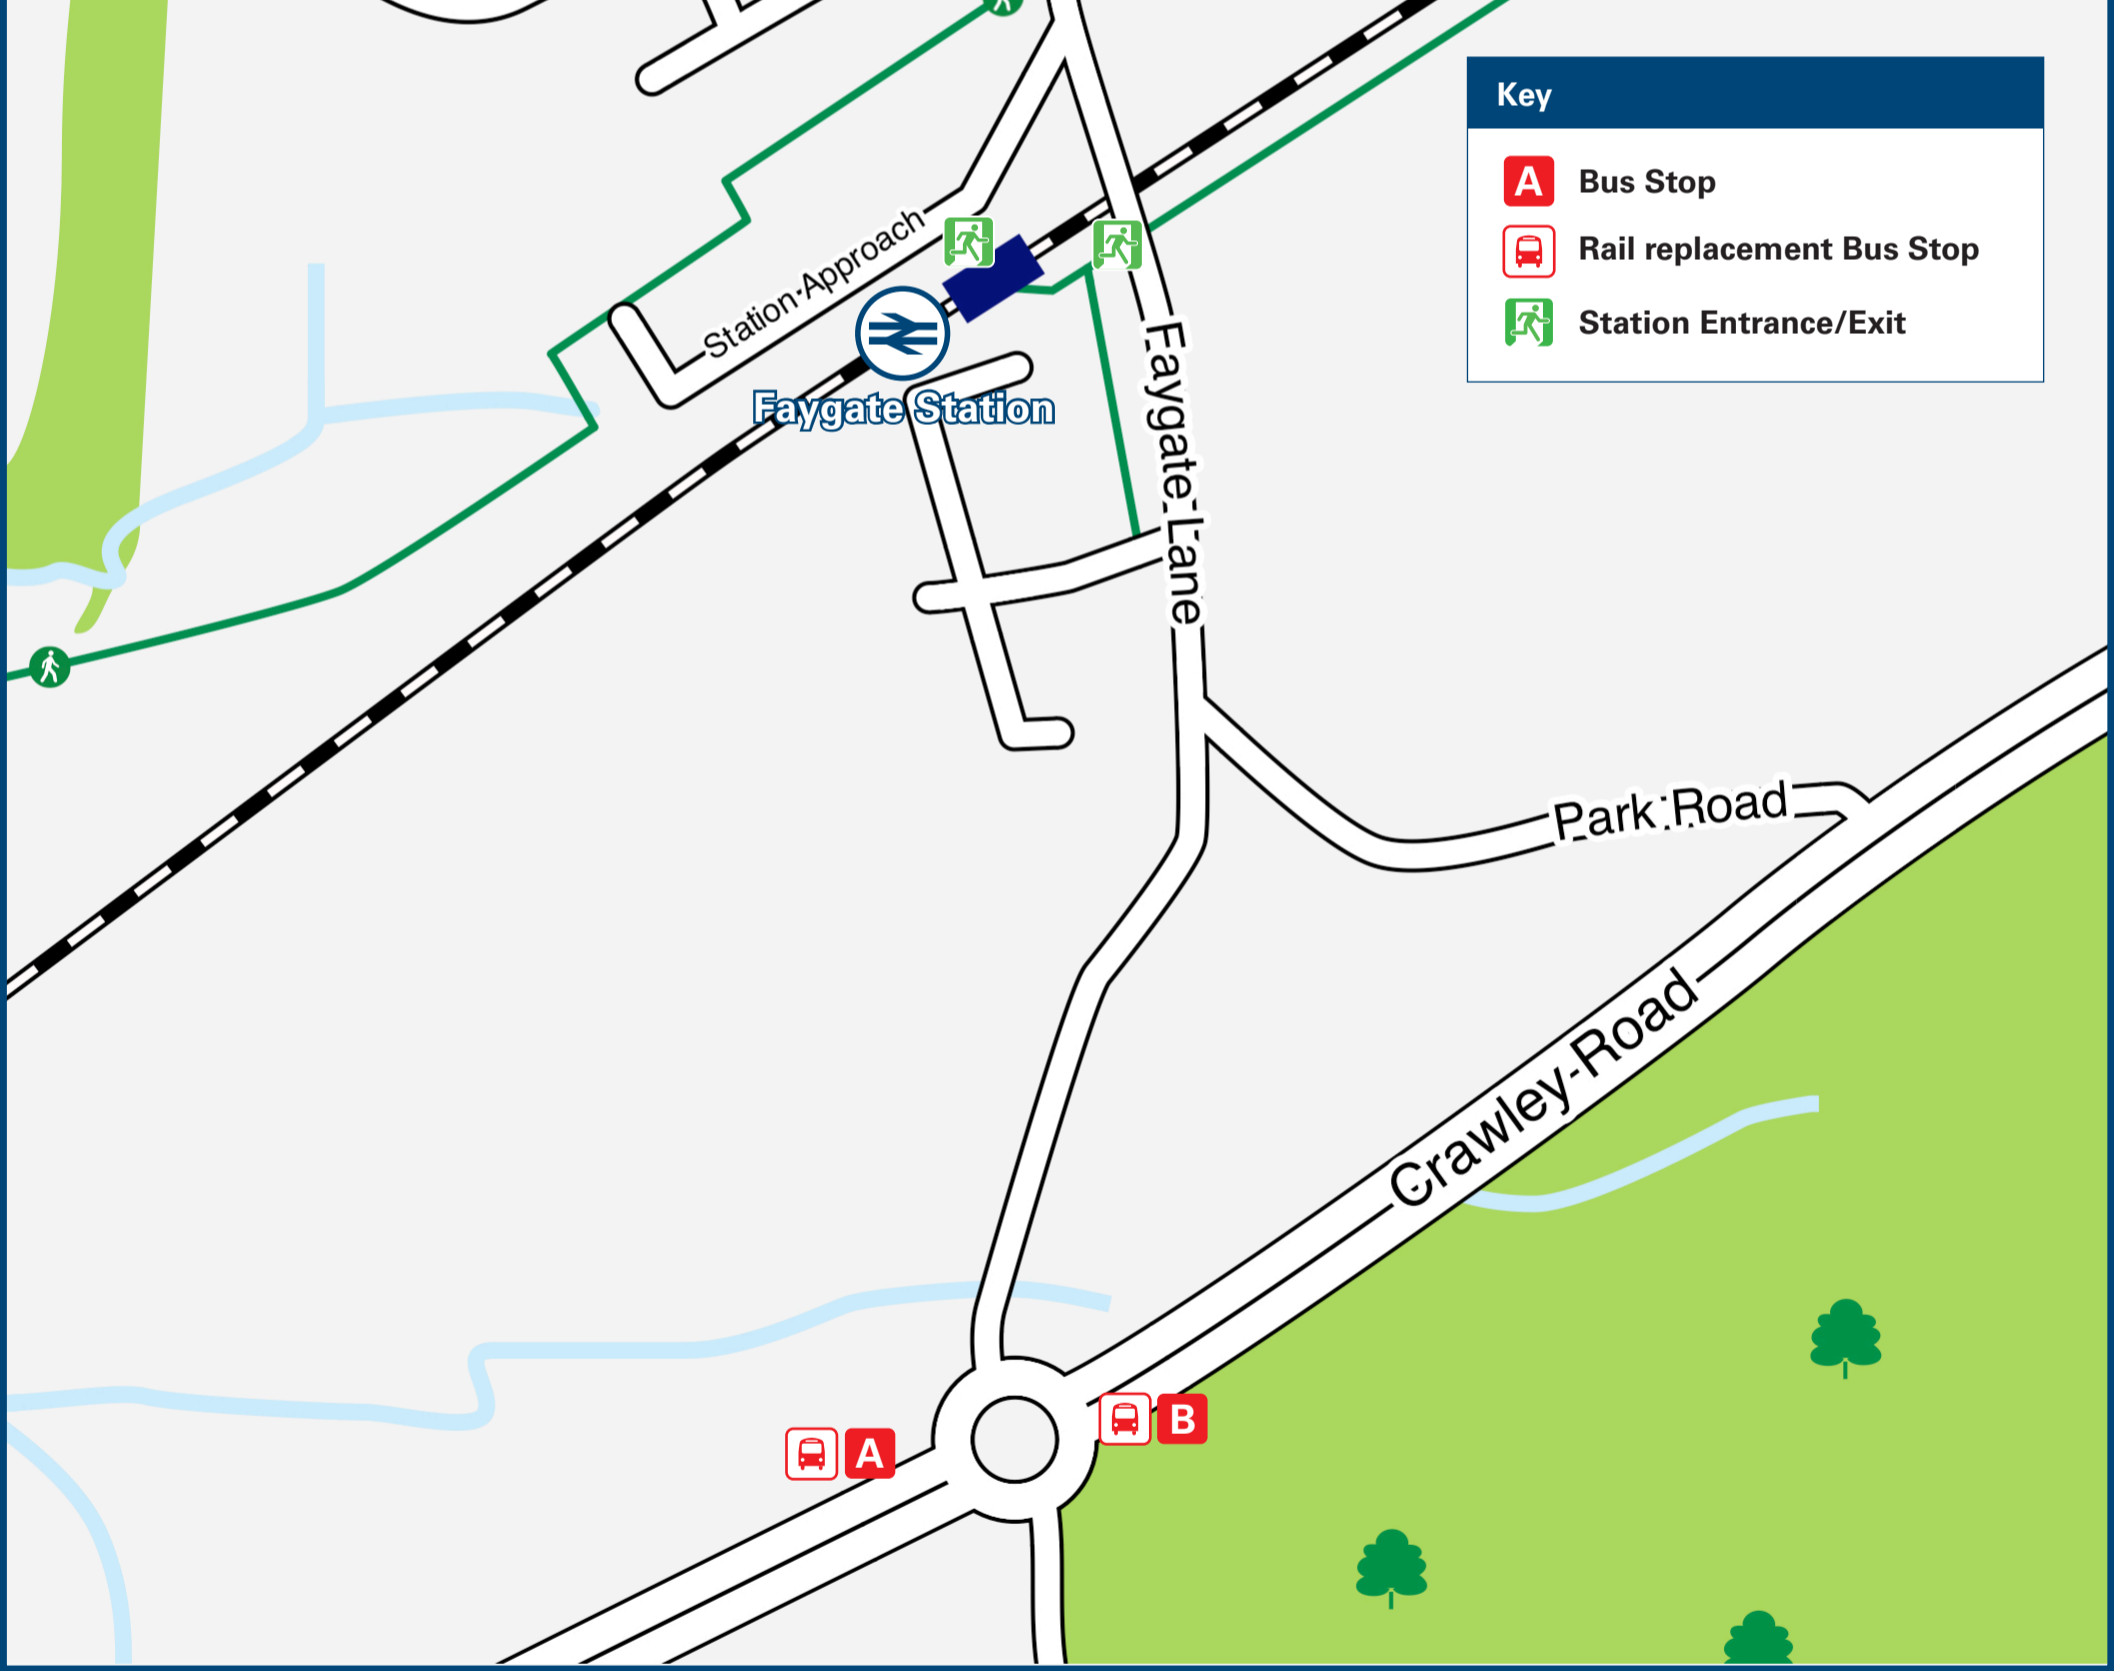 Key
A Bus Stop
Rail replacement Bus Stop
Station Entrance/Exit
Station Approach
Faygate Station
Faygate Lane
Park Road
Crawley Road
A
B